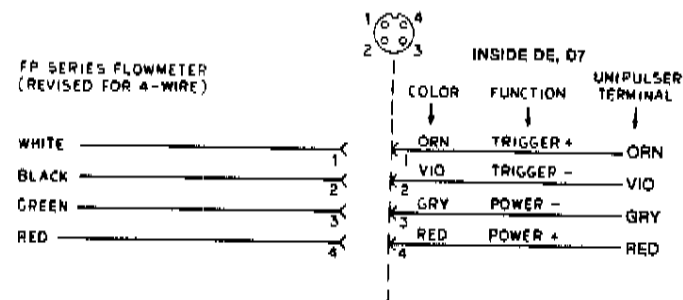 1 4
2 3
INSIDE DE, 07
FP SERIES FLOWMETER
(REVISED FOR 4-WIRE)
COLOR FUNCTION UNIPULSER TERMINAL
WHITE 1 1 ORN TRIGGER + ORN
BLACK 2 2 VIO TRIGGER - VIO
GREEN 3 3 GRY POWER - GRY
RED 4 4 RED POWER + RED